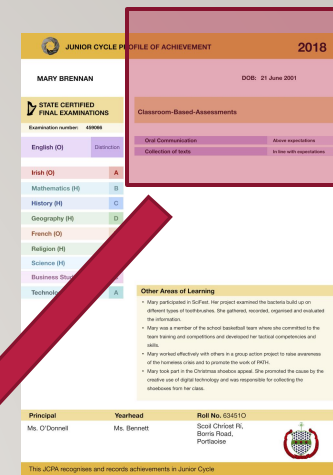 JUNIOR CYCLE PROFILE OF ACHIEVEMENT 2018
MARY BRENNAN
DOB: 21 June 2001
STATE CERTIFIED
FINAL EXAMINATIONS
Examination number: 459066
English (O) Distinction
Irish (O) A
Mathematics (H) B
History (H) C
Geography (H) D
French (O)
Religion (H)
Science (H)
Business
A
Classroom-Based-Assessments
Oral Communication Above expectations
Collection of texts In line with expectations
Other Areas of Learning
• Mary participated in SciFest. Her project examined the bacteria build up on
different types of toothbrushes. She gathered, recorded, organised and evaluated
the information.
• Mary was a member of the school basketball team where she committed to the
team training and competitions and developed her tactical competencies and
skills.
• Mary worked effectively with others in a group action project to raise awareness
of the homeless crisis and to promote the work of PATH.
• Mary took part in the Christmas shoebox appeal. She promoted the cause by the
creative use of digital technology and was responsible for collecting the
shoeboxes from her class.
Principal
Ms. O'Donnell
Yearhead
Ms. Bennett
Roll No. 63451O
Scoil Chríost Rí,
Borris Road,
Portlaoise
This JCPA recognises and records achievements in Junior Cycle